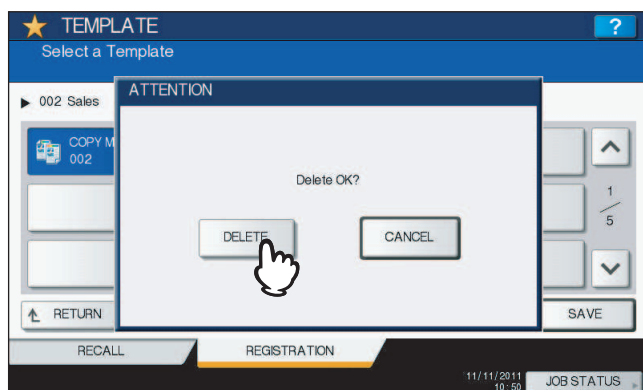 TEMPLATE
?
Select a Template
002 Sales
ATTENTION
COPY M
002
Delete OK?
1
5
DELETE
CANCEL
RETURN
SAVE
RECALL
REGISTRATION
11/11/2011
10:50
JOB STATUS